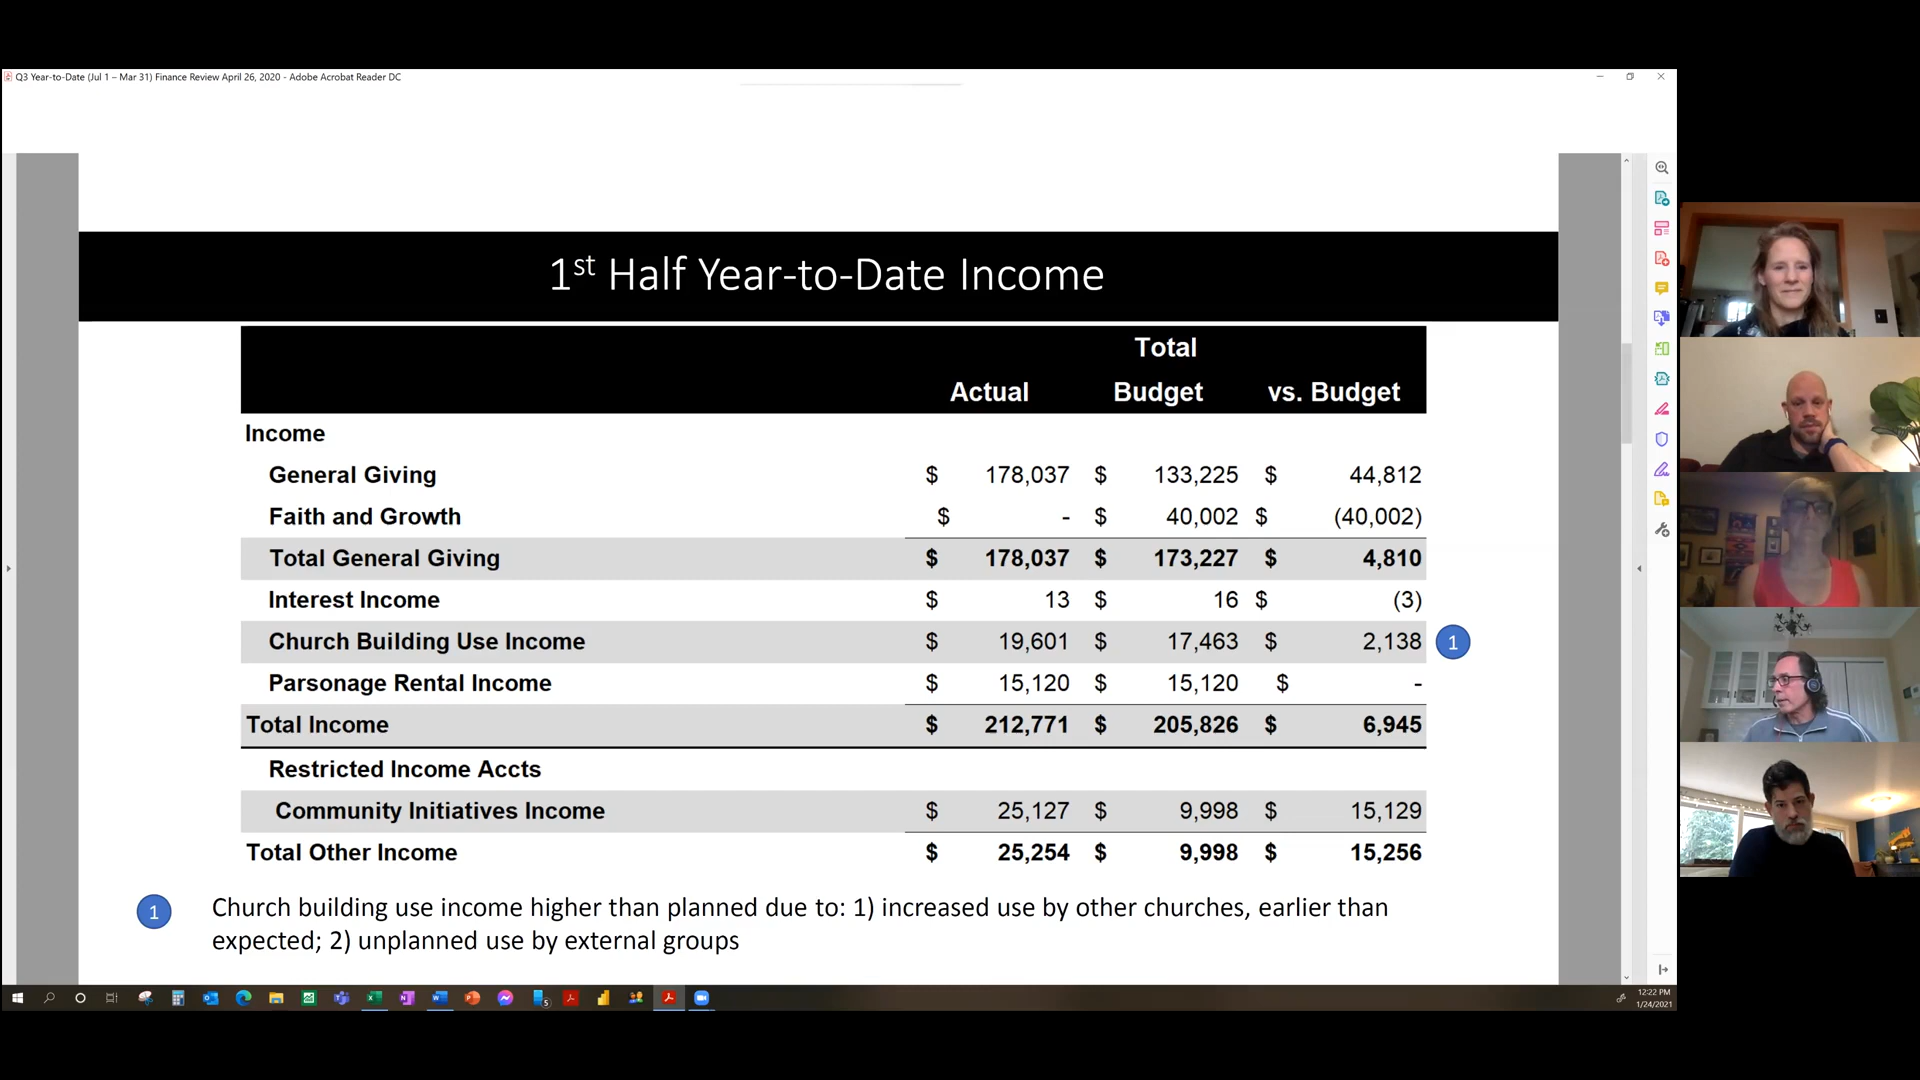 Q3 Year-to-Date (Jul 1 – Mar 31) Finance Review April 26, 2020 - Adobe Acrobat Reader DC
1st Half Year-to-Date Income
Total
Actual Budget vs. Budget
Income
General Giving $ 178,037 $ 133,225 $ 44,812
Faith and Growth $ - $ 40,002 $ (40,002)
Total General Giving $ 178,037 $ 173,227 $ 4,810
Interest Income $ 13 $ 16 $ (3)
Church Building Use Income $ 19,601 $ 17,463 $ 2,138 1
Parsonage Rental Income $ 15,120 $ 15,120 $ -
Total Income $ 212,771 $ 205,826 $ 6,945
Restricted Income Accts
Community Initiatives Income $ 25,127 $ 9,998 $ 15,129
Total Other Income $ 25,254 $ 9,998 $ 15,256
1 Church building use income higher than planned due to: 1) increased use by other churches, earlier than
expected; 2) unplanned use by external groups
12:22 PM
1/24/2021